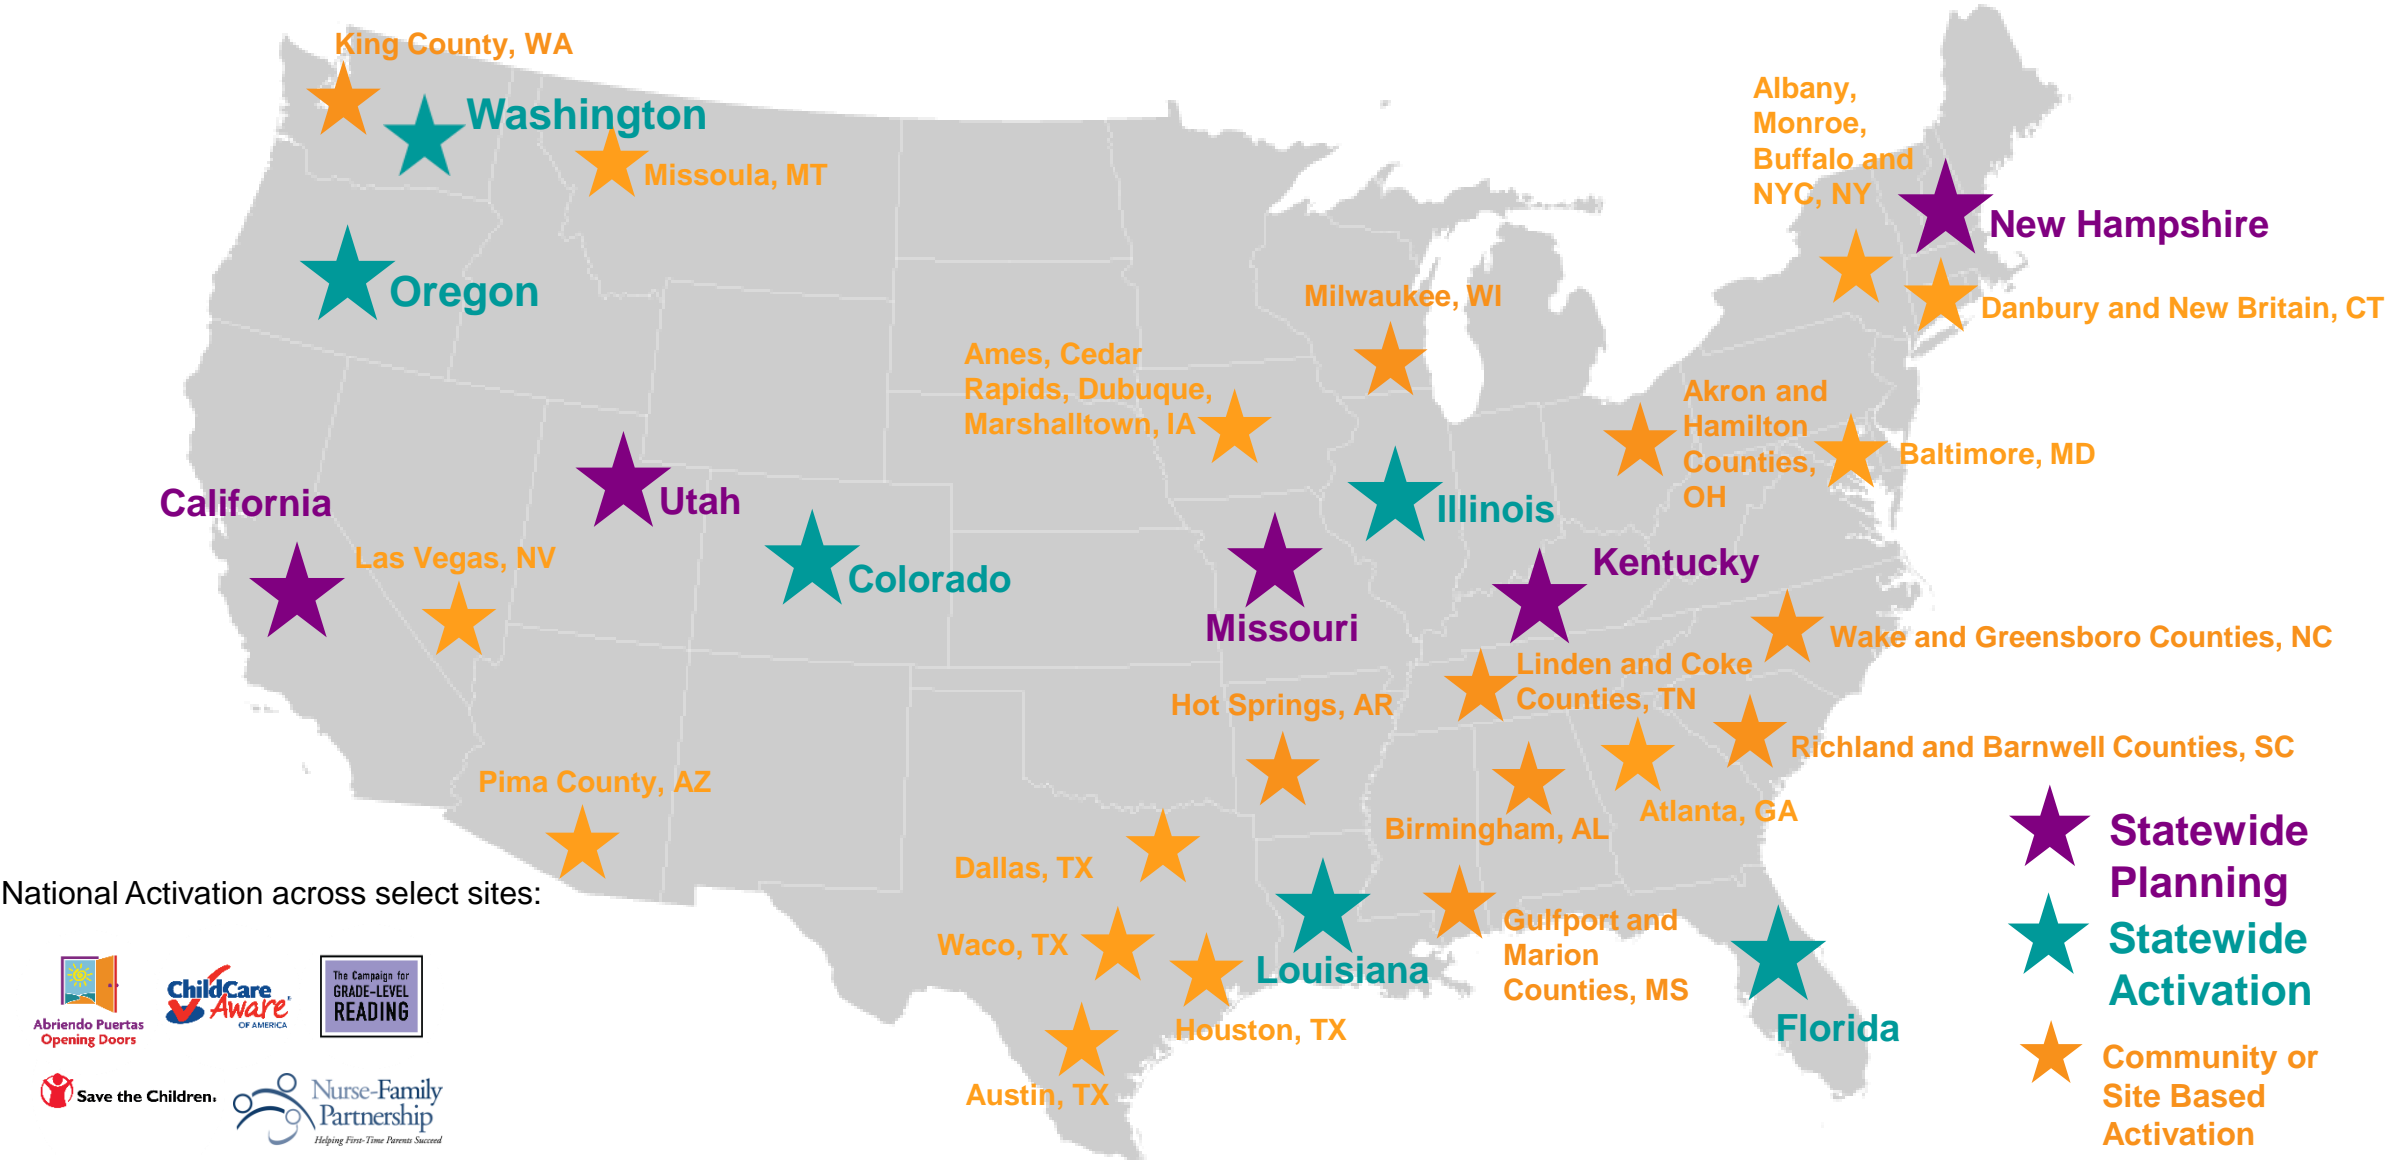 King County, WA
Washington
Missoula, MT
Oregon
Albany,
Monroe,
Buffalo and
NYC, NY
New Hampshire
Danbury and New Britain, CT
Milwaukee, WI
Ames, Cedar
Rapids, Dubuque,
Marshalltown, IA
Akron and
Hamilton
Counties,
OH
Baltimore, MD
California
Utah
Las Vegas, NV
Colorado
Illinois
Missouri
Kentucky
Wake and Greensboro Counties, NC
Linden and Coke
Counties, TN
Hot Springs, AR
Richland and Barnwell Counties, SC
Pima County, AZ
Birmingham, AL
Atlanta, GA
Dallas, TX
Waco, TX
Louisiana
Gulfport and
Marion
Counties, MS
Houston, TX
Austin, TX
Florida
Statewide
Planning
Statewide
Activation
Community or
Site Based
Activation
National Activation across select sites:
Abriendo Puertas
Opening Doors
ChildCare
Aware
OF AMERICA
The Campaign for
GRADE-LEVEL
READING
Save the Children.
Nurse-Family
Partnership
Helping First-Time Parents Succeed